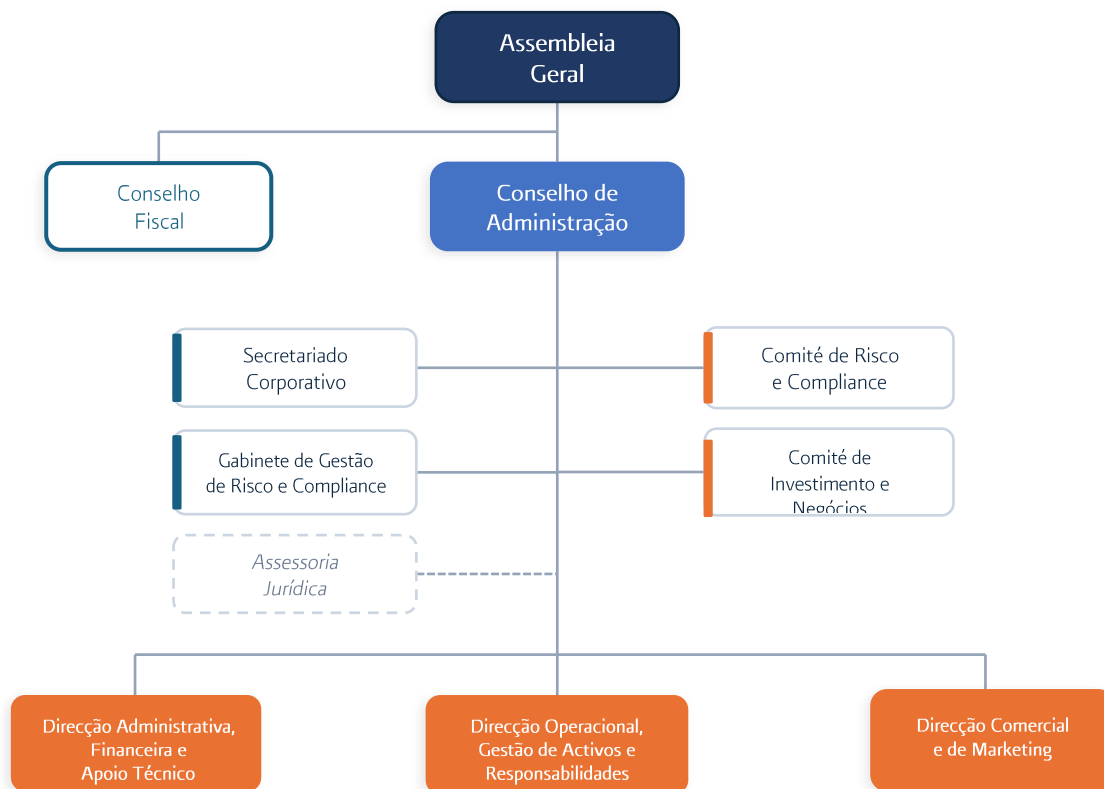 Assembleia
Geral
Conselho
Fiscal
Conselho de
Administração
Secretariado
Corporativo
Comité de Risco
e Compliance
Gabinete de Gestão
de Risco e Compliance
Comité de
Investimento e
Negócios
Assessoria
Jurídica
Direcção Administrativa,
Financeira e
Apoio Técnico
Direcção Operacional,
Gestão de Activos e
Responsabilidades
Direcção Comercial
e de Marketing